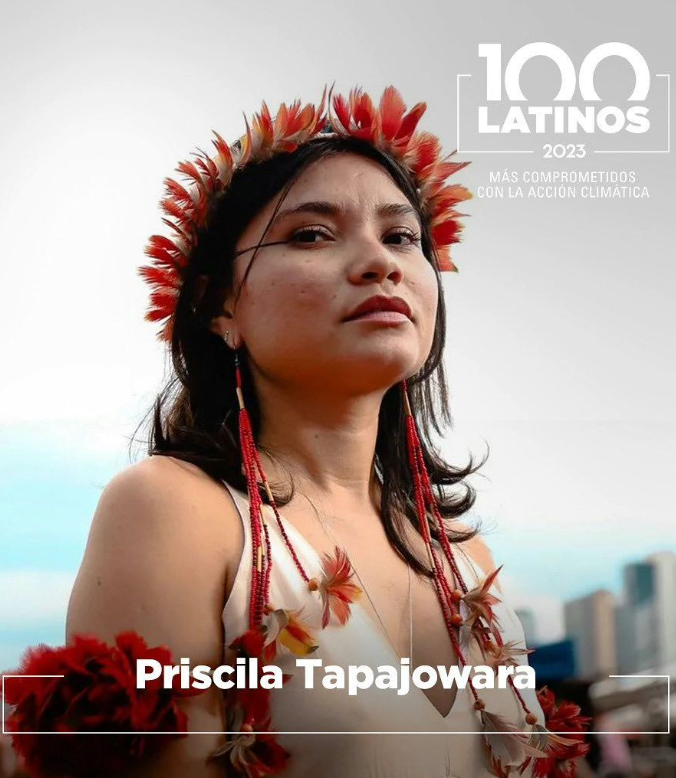 100
LATINOS
2023
MÁS COMPROMETIDOS
CON LA ACCIÓN CLIMÁTICA
Priscila Tapajowara